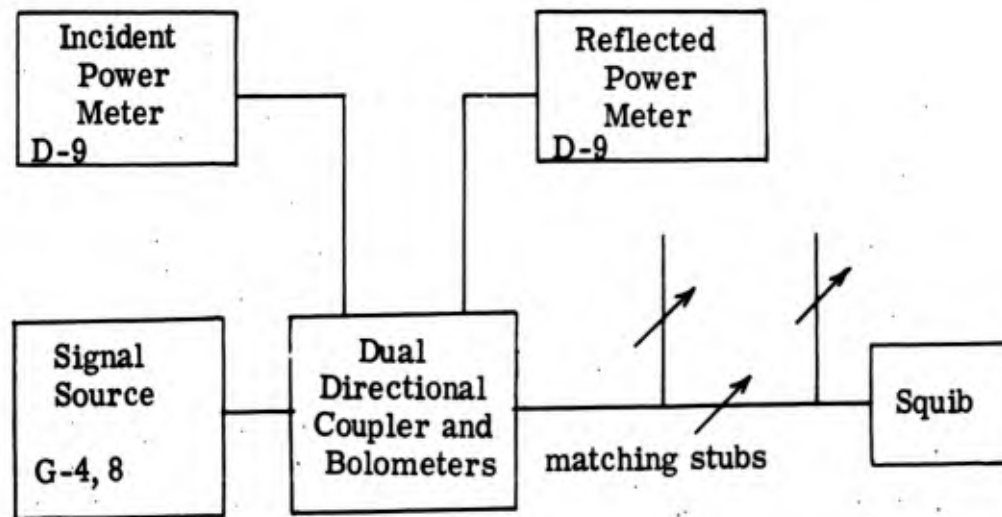 Incident
Power
Meter
D-9
Reflected
Power
Meter
D-9
Signal
Source
G-4, 8
Dual
Directional
Coupler and
Bolometers
matching stubs
Squib